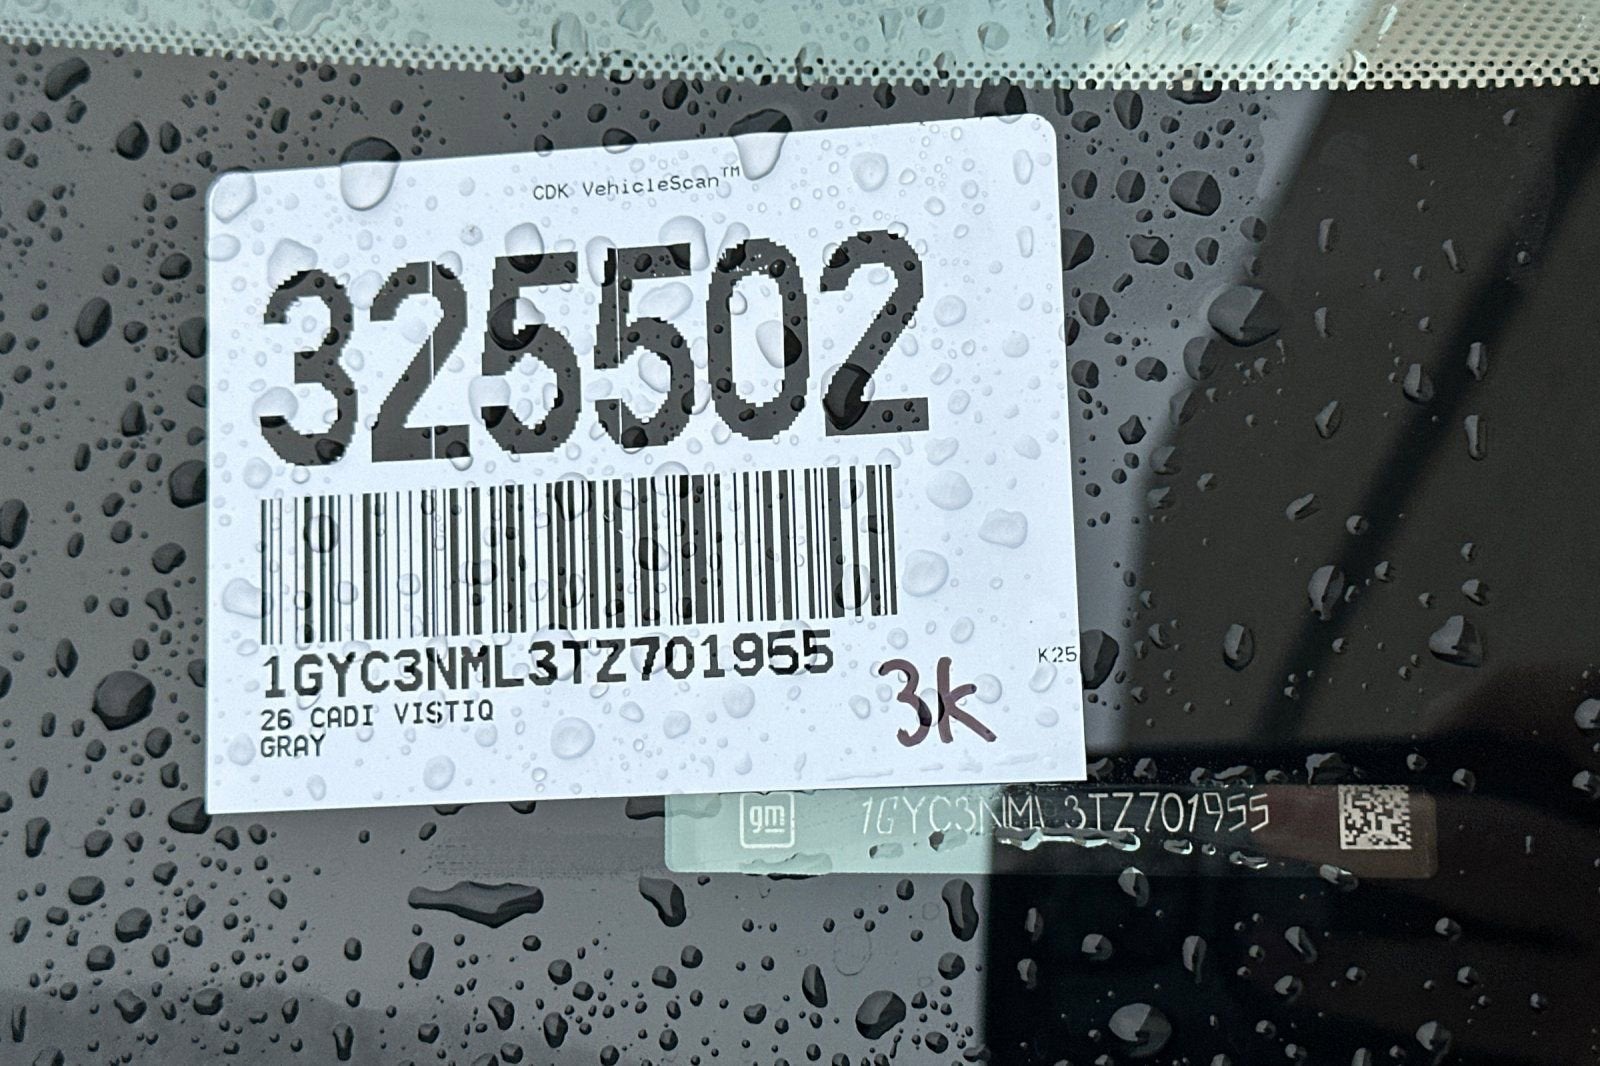 CDK VehicleScan™
325502
1GYC3NML3TZ701955
26 CADI VISTIQ
GRAY
3k
K25
gm 1GYC3NML3TZ701955